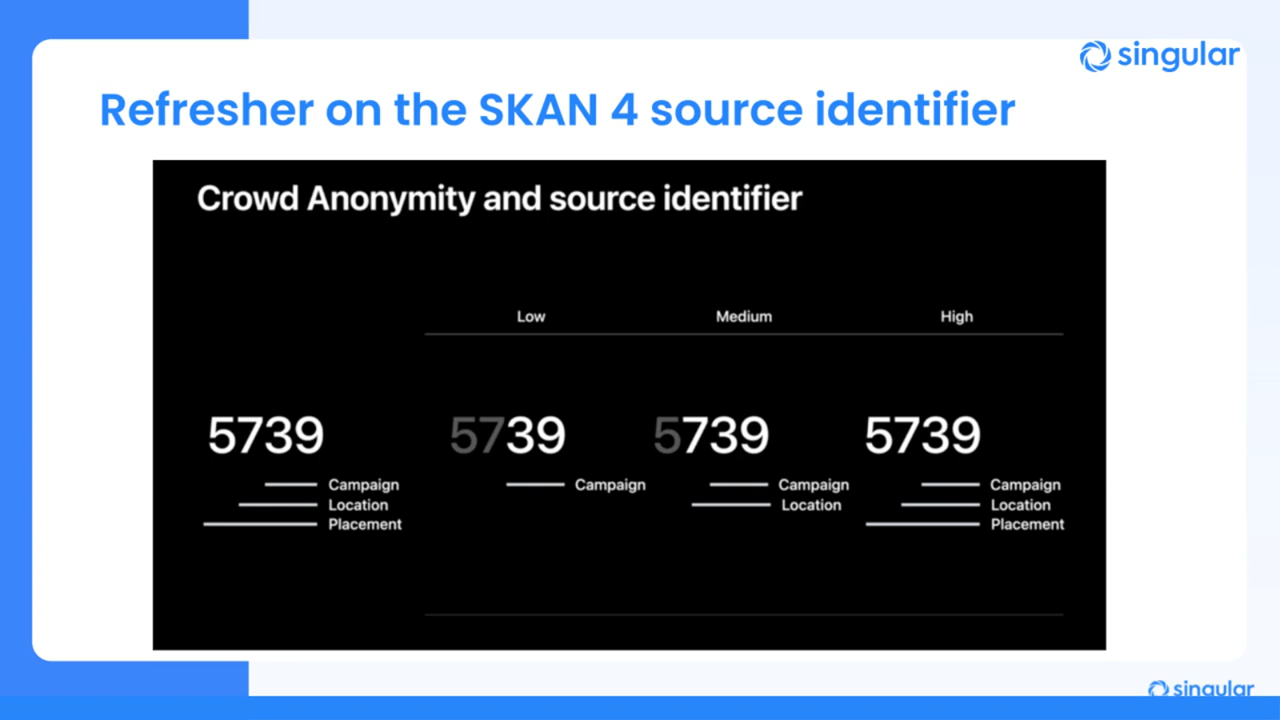 singular
Refresher on the SKAN 4 source identifier
Crowd Anonymity and source identifier
Low Medium High
5739 5739 5739 5739
Campaign Campaign Campaign Campaign
Location Location Location
Placement Placement
singular